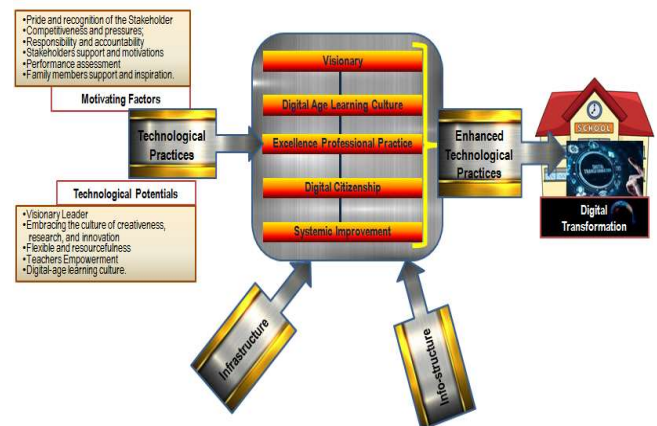 •Pride and recognition of the Stakeholder
•Competitiveness and pressures;
•Responsibility and accountability
•Stakeholders support and motivations
•Performance assessment
•Family members support and inspiration.
Motivating Factors
Technological
Practices
Technological Potentials
•Visionary Leader
•Embracing the culture of creativeness,
research, and innovation
•Flexible and resourcefulness
•Teachers Empowerment
•Digital-age learning culture.
Visionary
Digital Age Learning Culture
Excellence Professional Practice
Digital Citizenship
Systemic Improvement
Infrastructure
Info-structure
Enhanced
Technological
Practices
SCHOOL
Digital
Transformation